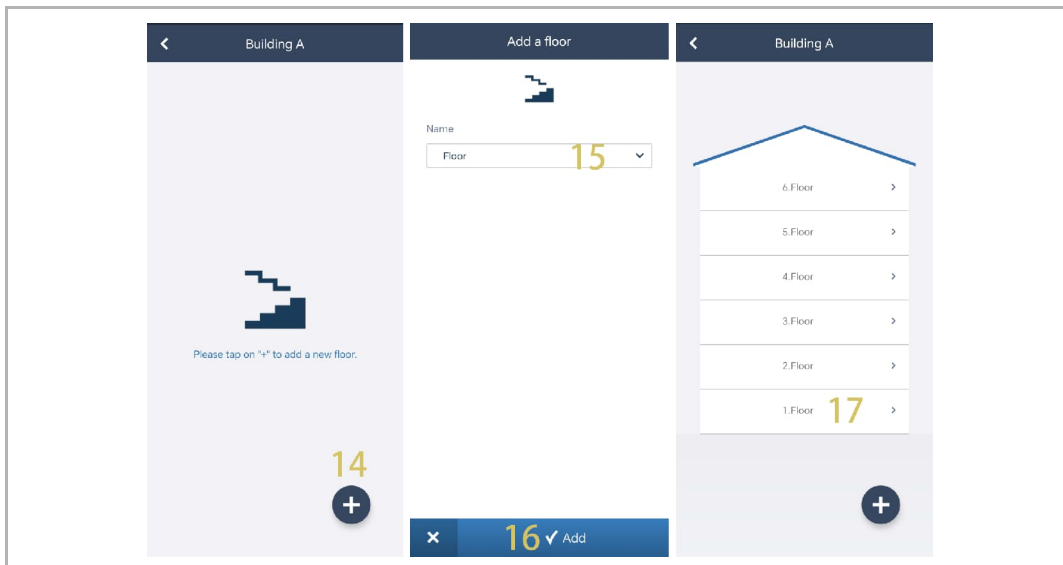 Building A
Please tap on "+" to add a new floor.
14
Add a floor
Name
Floor
15
16
Add
Building A
6.Floor
5.Floor
4.Floor
3.Floor
2.Floor
1.Floor
17